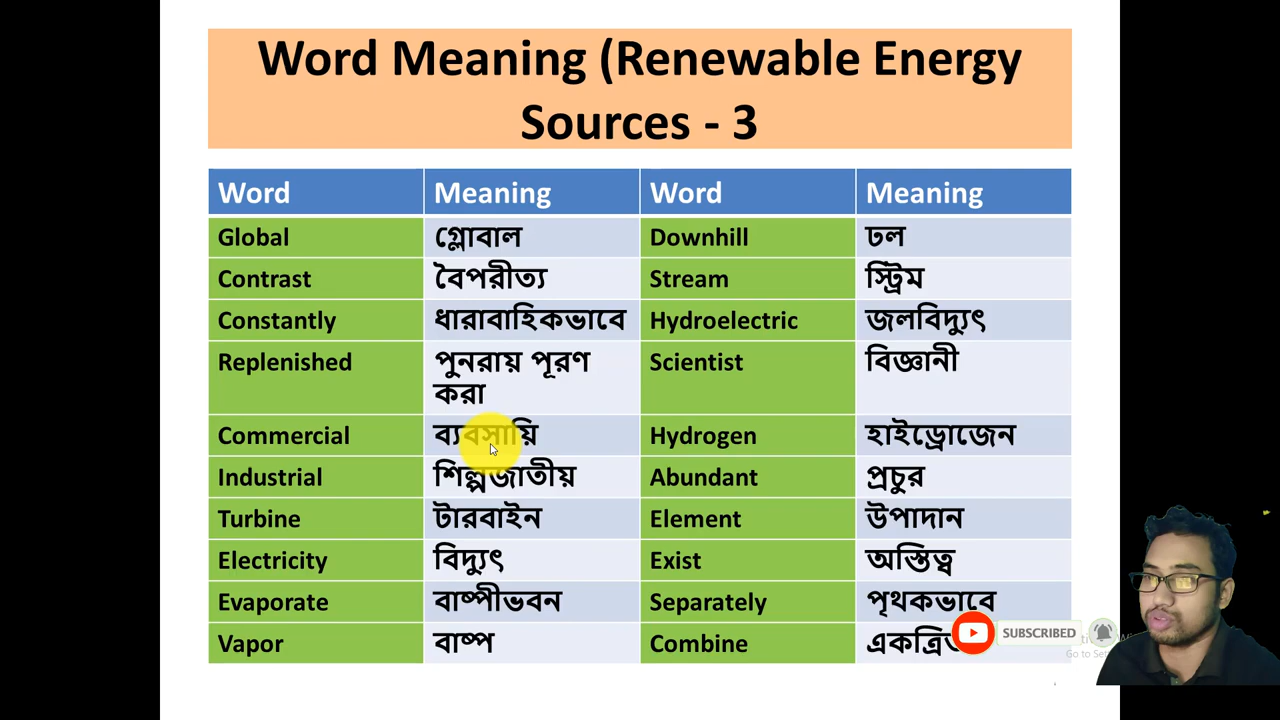 Word Meaning (Renewable Energy
Sources - 3
Word Meaning Word Meaning
Global গ্লোবাল Downhill ঢল
Contrast বৈপরীত্য Stream স্ট্রিম
Constantly ধারাবাহিকভাবে Hydroelectric জলবিদ্যুৎ
Replenished পুনরায় পূরণ Scientist বিজ্ঞানী
করা
Commercial ব্যবসায়ি Hydrogen হাইড্রোজেন
Industrial শিল্পজাতীয় Abundant প্রচুর
Turbine টারবাইন Element উপাদান
Electricity বিদ্যুৎ Exist অস্তিত্ব
Evaporate বাষ্পীভবন Separately পৃথকভাবে
Vapor বাষ্প Combine
SUBSCRIBED
Go to